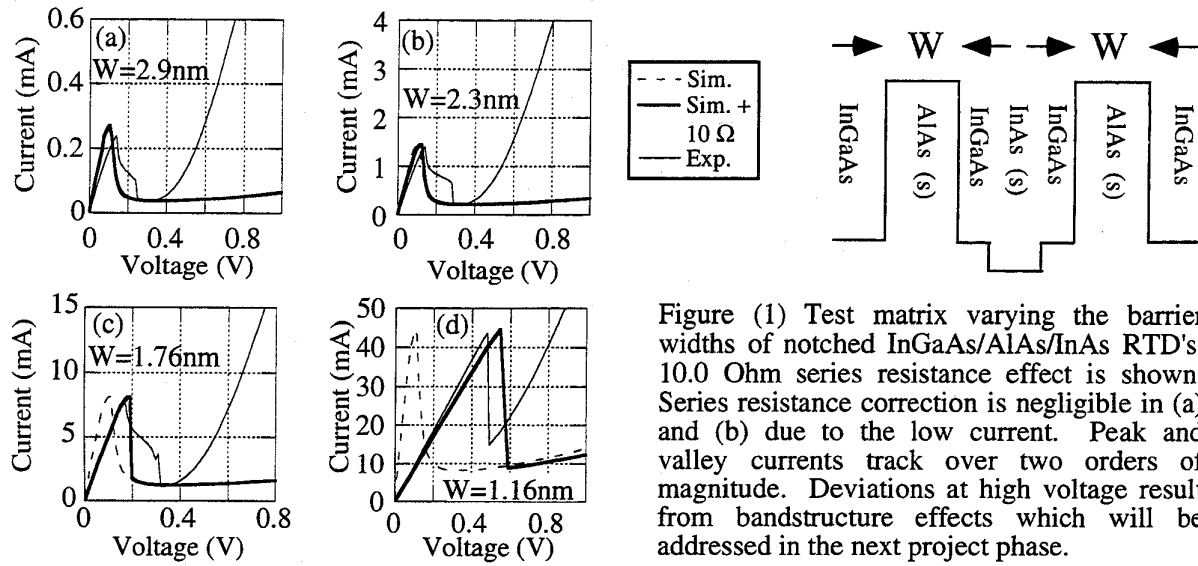 0.6
(a)
W=2.9nm
0.4
0.2
0
Current (mA)
0 0.4 0.8
Voltage (V)
4
(b)
3
W=2.3nm
2
1
0
Current (mA)
0 0.4 0.8
Voltage (V)
- - - Sim.
Sim. +
10 Ω
Exp.
W W
InGaAs
AlAs (s)
InGaAs
InAs (s)
InGaAs
AlAs (s)
InGaAs
15
(c)
W=1.76nm
10
5
0
Current (mA)
0 0.4 0.8
Voltage (V)
50
(d)
40
30
20
10
0
W=1.16nm
Current (mA)
0 0.4 0.8
Voltage (V)
Figure (1) Test matrix varying the barrier
widths of notched InGaAs/AlAs/InAs RTD's
10.0 Ohm series resistance effect is shown
Series resistance correction is negligible in (a)
and (b) due to the low current. Peak and
valley currents track over two orders of
magnitude. Deviations at high voltage result
from bandstructure effects which will be
addressed in the next project phase.